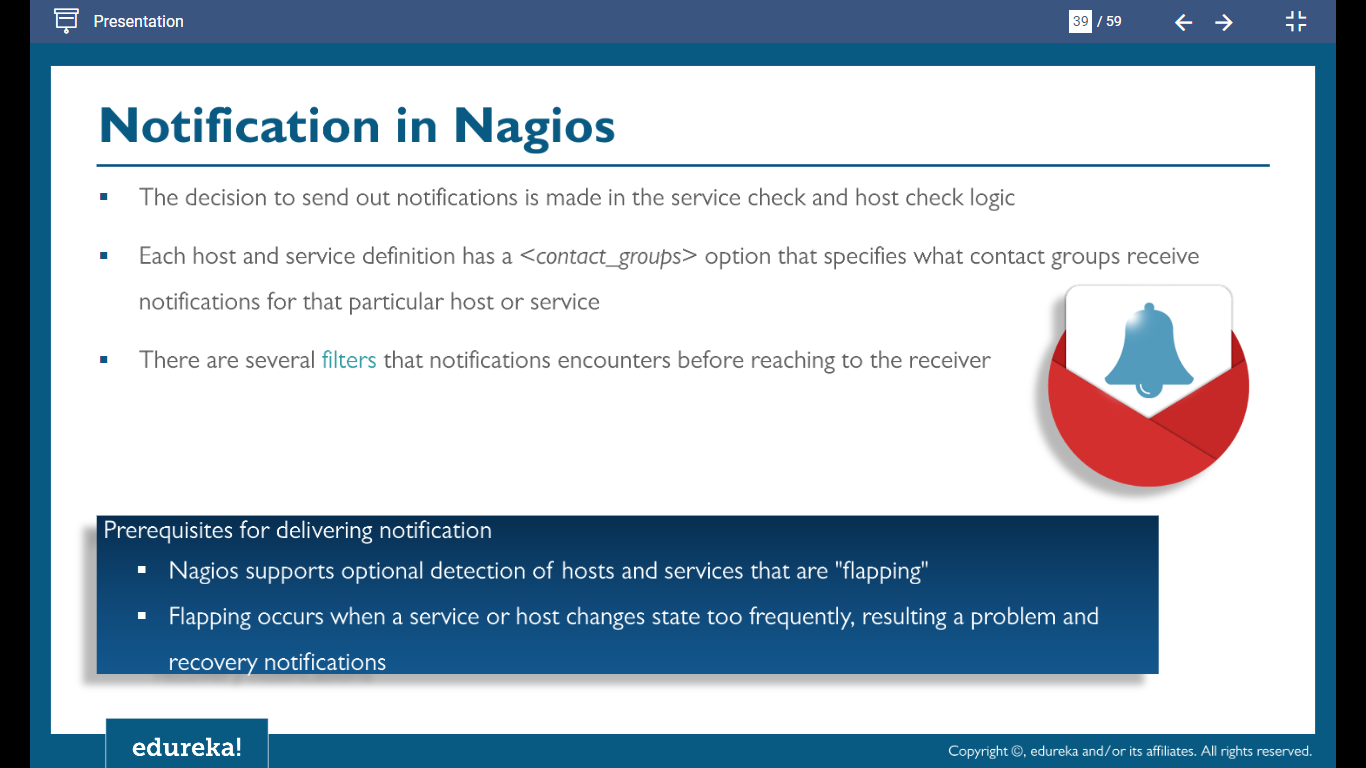 Presentation
39 / 59
Notification in Nagios
▪ The decision to send out notifications is made in the service check and host check logic
▪ Each host and service definition has a <contact_groups> option that specifies what contact groups receive
notifications for that particular host or service
▪ There are several filters that notifications encounters before reaching to the receiver
Prerequisites for delivering notification
▪ Nagios supports optional detection of hosts and services that are "flapping"
▪ Flapping occurs when a service or host changes state too frequently, resulting a problem and
recovery notifications
edureka!
Copyright ©, edureka and/or its affiliates. All rights reserved.